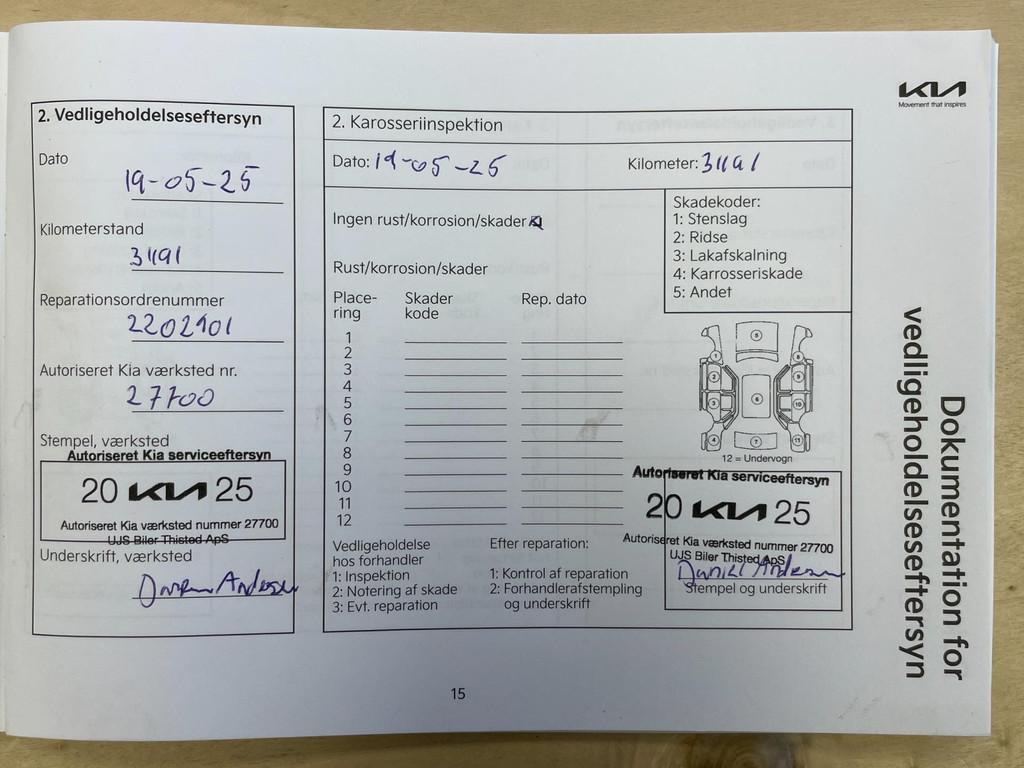 KIA
Movement that inspires
Dokumentation for
vedligeholdelseseftersyn
2. Vedligeholdelseseftersyn
Dato
19-05-25
Kilometerstand
31191
Reparationsordrenummer
2202101
Autoriseret Kia værksted nr.
27700
Stempel, værksted
Autoriseret Kia serviceeftersyn
20 KIA 25
Autoriseret Kia værksted nummer 27700
UJS Biler Thisted ApS
Underskrift, værksted
Andersen
2. Karosseriinspektion
Dato: 19-05-25 Kilometer: 31191
Ingen rust/korrosion/skader
Skadekoder:
1: Stenslag
2: Ridse
3: Lakafskalning
4: Karrosseriskade
5: Andet
Rust/korrosion/skader
Place-
ring Skader
kode Rep. dato
1
2
3
4
5
6
7
8
9
10
11
12
12 = Undervogn
Vedligeholdelse
hos forhandler
1: Inspektion
2: Notering af skade
3: Evt. reparation
Efter reparation:
1: Kontrol af reparation
2: Forhandlerafstempling
og underskrift
Autoriseret Kia serviceeftersyn
20 KIA 25
Autoriseret Kia værksted nummer 27700
UJS Biler Thisted ApS
Daniel Andersen
Stempel og underskrift
15